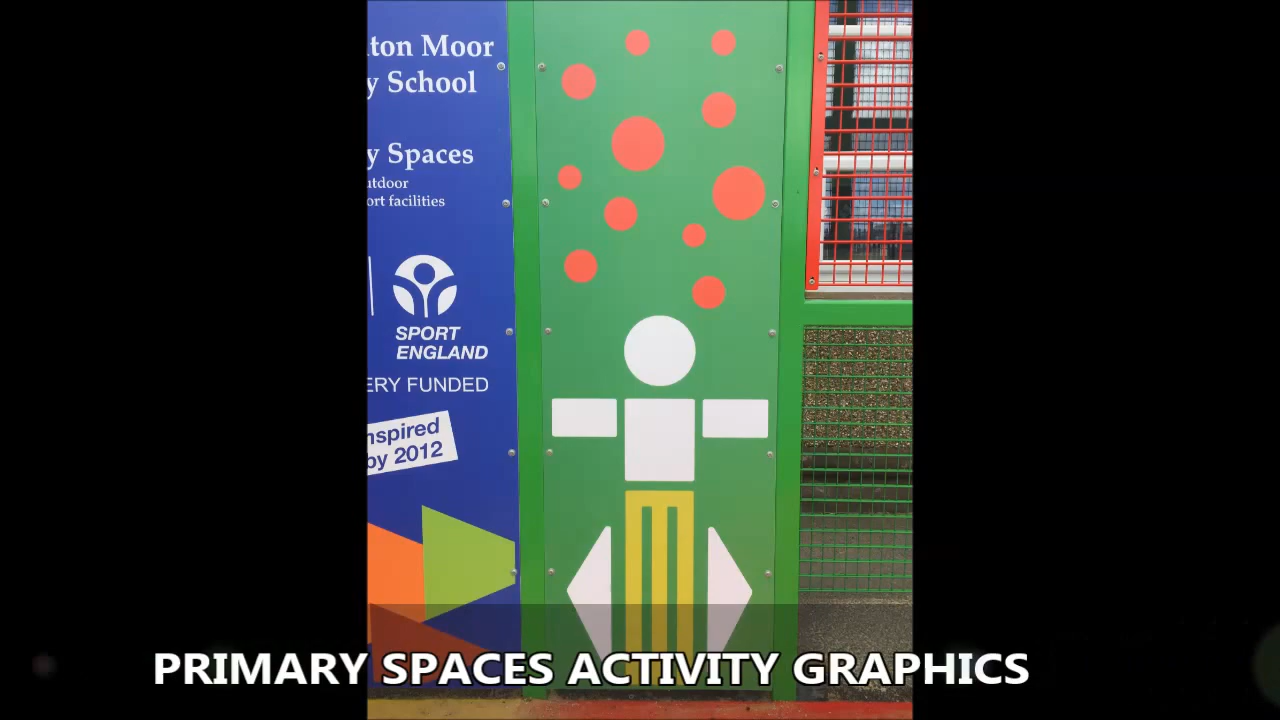 ton Moor
y School
y Spaces
utdoor
ort facilities
SPORT
ENGLAND
ERY FUNDED
nspired
by 2012
PRIMARY SPACES ACTIVITY GRAPHICS